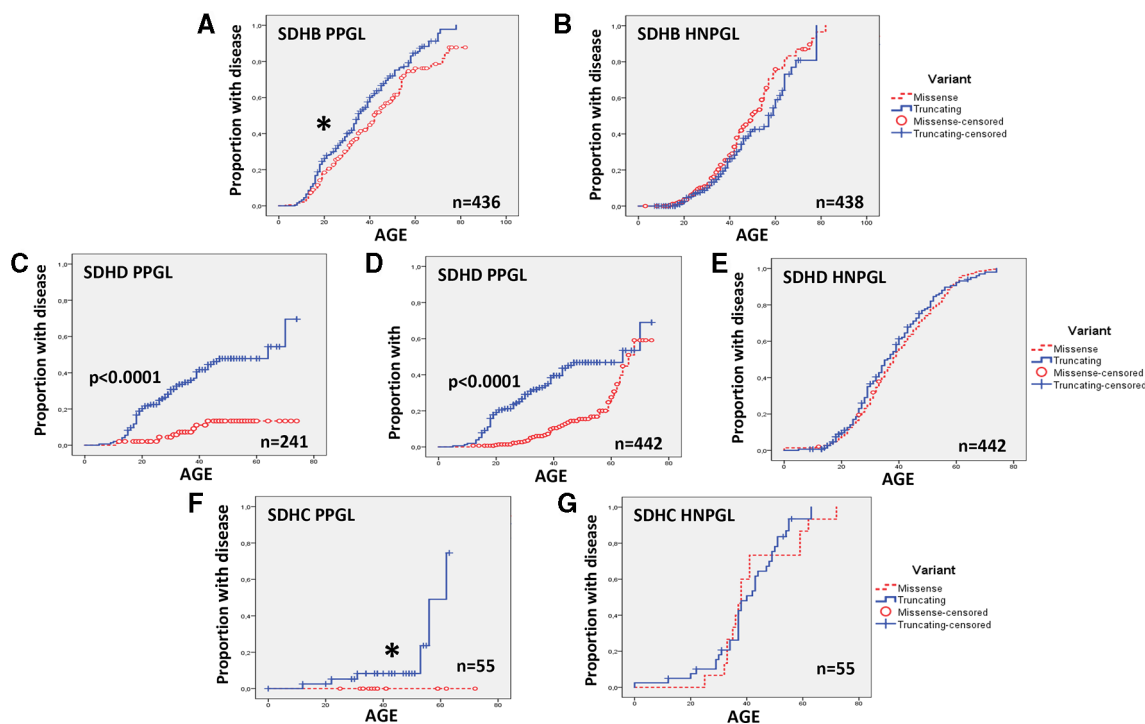 A
SDHB PPGL
Proportion with disease
1,0
0,8
0,6
0,4
0,2
0,0
*
n=436
0 20 40 60 80 100
AGE
B
SDHB HNPGL
Proportion with disease
1,0
0,8
0,6
0,4
0,2
0,0
n=438
0 20 40 60 80 100
AGE
Variant
Missense
Truncating
Missense-censored
Truncating-censored
C
SDHD PPGL
Proportion with disease
1,0
0,8
0,6
0,4
0,2
0,0
p<0.0001
n=241
0 20 40 60 80
AGE
D
SDHD PPGL
Proportion with
1,0
0,8
0,6
0,4
0,2
0,0
p<0.0001
n=442
0 20 40 60 80
AGE
E
SDHD HNPGL
Proportion with disease
1,0
0,8
0,6
0,4
0,2
0,0
n=442
0 20 40 60 80
AGE
Variant
Missense
Truncating
Missense-censored
Truncating-censored
F
SDHC PPGL
Proportion with disease
1,0
0,8
0,6
0,4
0,2
0,0
*
n=55
0 20 40 60 80
AGE
G
SDHC HNPGL
Proportion with disease
1,0
0,8
0,6
0,4
0,2
0,0
n=55
0 20 40 60 80
AGE
Variant
Missense
Truncating
Missense-censored
Truncating-censored